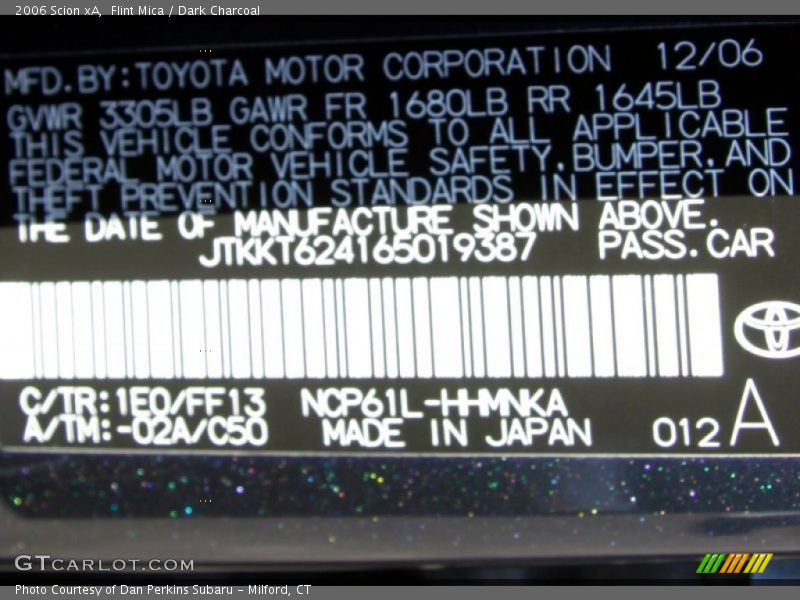 2006 Scion xA, Flint Mica / Dark Charcoal
MFD.BY:TOYOTA MOTOR CORPORATION 12/06
GVWR 3305LB GAWR FR 1680LB RR 1645LB
THIS VEHICLE CONFORMS TO ALL APPLICABLE
FEDERAL MOTOR VEHICLE SAFETY.BUMPER.AND
THEFT PREVENTION STANDARDS IN EFFECT ON
THE DATE OF MANUFACTURE SHOWN ABOVE.
JTKKT624165019387 PASS.CAR
C/TR:1E0/FF13 NCP61L-HHMNKA
A/TM:-02A/C50 MADE IN JAPAN 012 A
GTCARLOT.COM
Photo Courtesy of Dan Perkins Subaru - Milford, CT